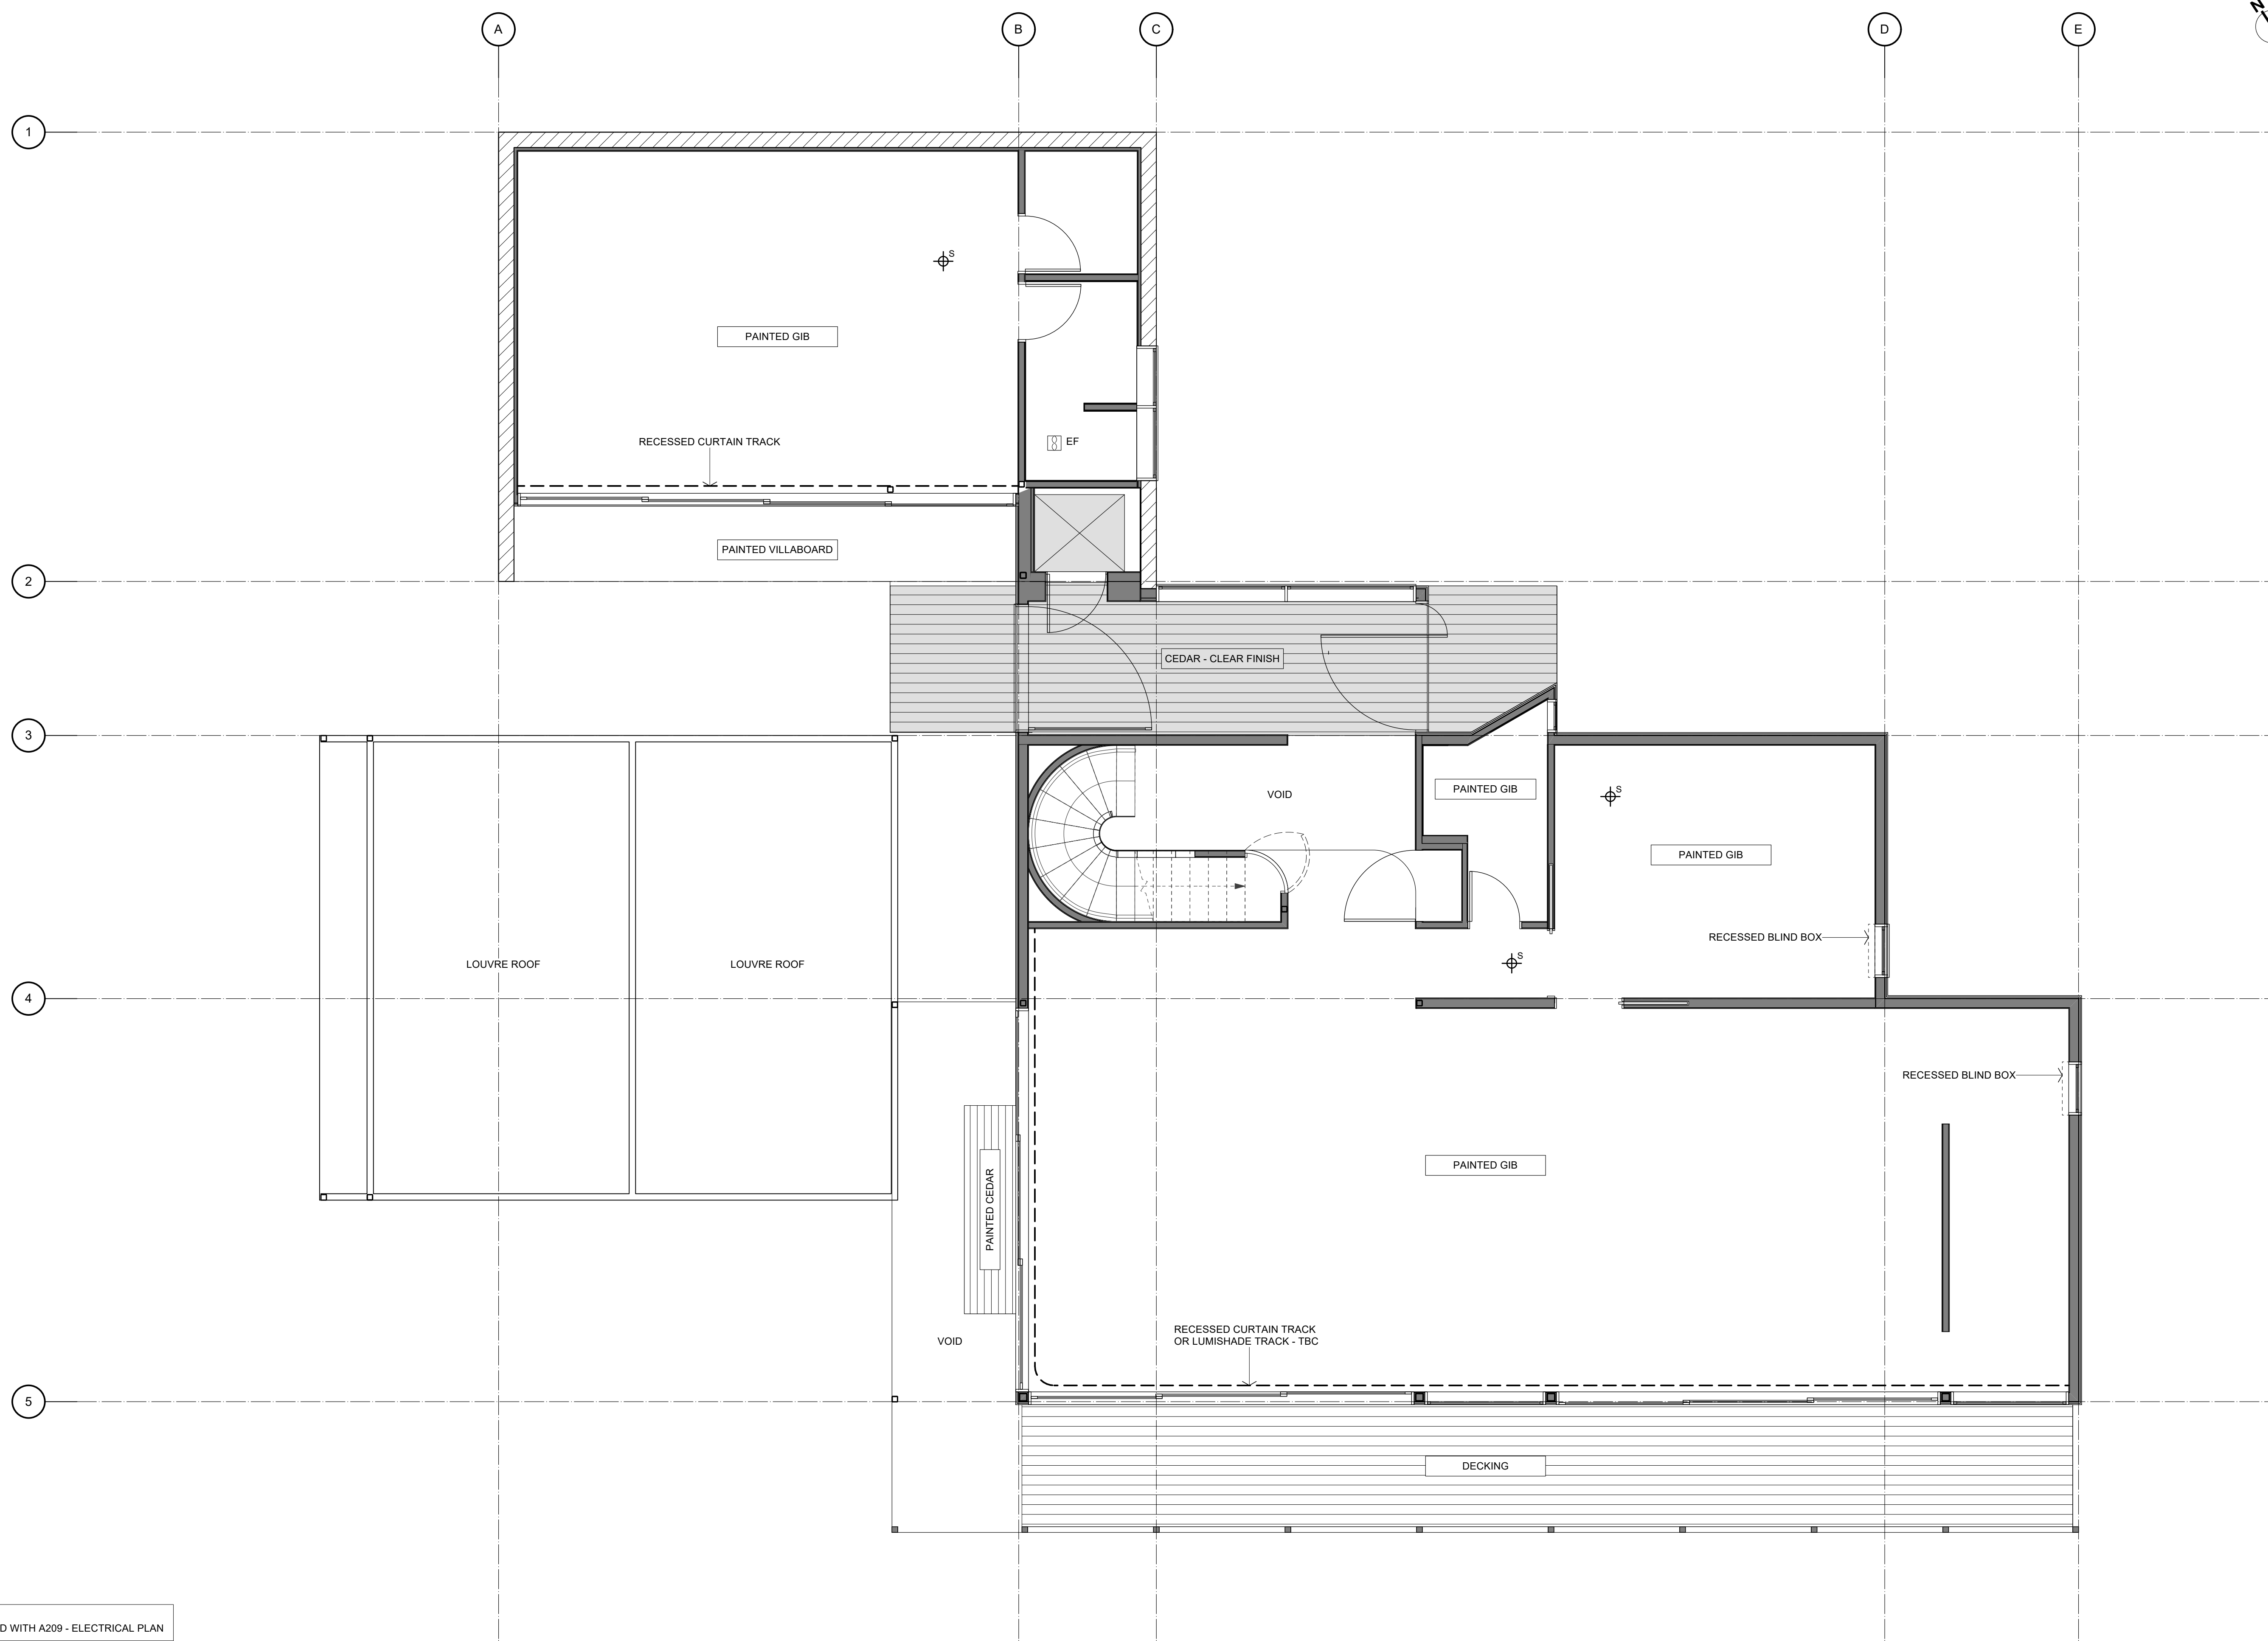 N
A
B
C
D
E
1
S
PAINTED GIB
RECESSED CURTAIN TRACK
EF
PAINTED VILLABOARD
2
CEDAR - CLEAR FINISH
3
VOID
PAINTED GIB
S
PAINTED GIB
RECESSED BLIND BOX
LOUVRE ROOF
LOUVRE ROOF
S
4
RECESSED BLIND BOX
PAINTED GIB
PAINTED CEDAR
RECESSED CURTAIN TRACK
OR LUMISHADE TRACK - TBC
VOID
5
DECKING
D WITH A209 - ELECTRICAL PLAN